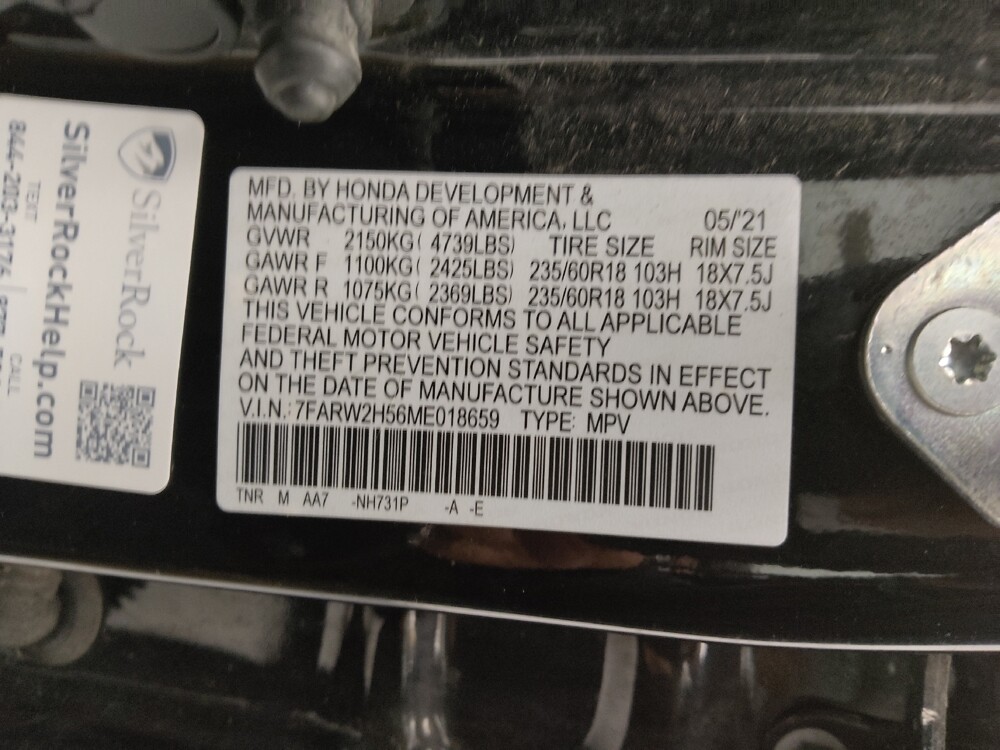 MFD. BY HONDA DEVELOPMENT &
MANUFACTURING OF AMERICA, LLC 05/'21
GVWR 2150KG( 4739LBS) TIRE SIZE RIM SIZE
GAWR F 1100KG( 2425LBS) 235/60R18 103H 18X7.5J
GAWR R 1075KG( 2369LBS) 235/60R18 103H 18X7.5J
THIS VEHICLE CONFORMS TO ALL APPLICABLE
FEDERAL MOTOR VEHICLE SAFETY
AND THEFT PREVENTION STANDARDS IN EFFECT
ON THE DATE OF MANUFACTURE SHOWN ABOVE.
V.I.N.: 7FARW2H56ME018659 TYPE: MPV
TNR M AA7 -NH731P -A -E
SilverRock
SilverRockHelp.com
TEXT
CALL
844-203-3176 |